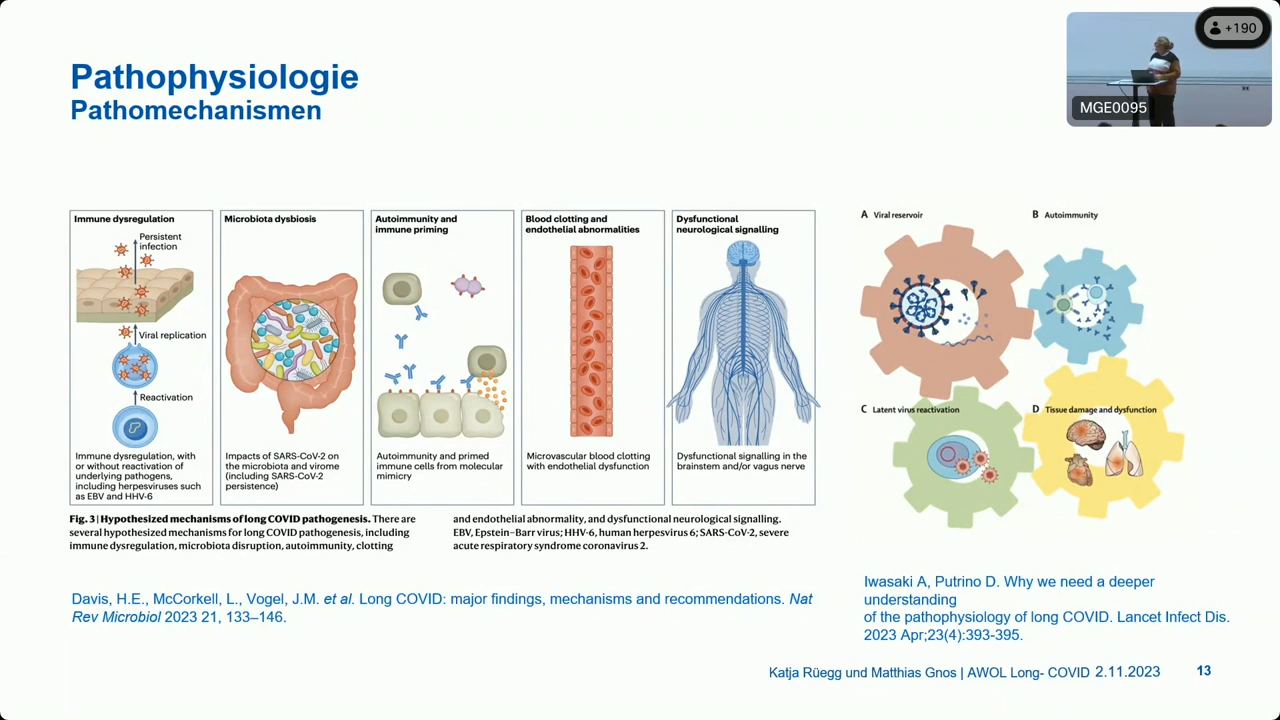 Pathophysiologie
Pathomechanismen
+190
MGE0095
Immune dysregulation
Persistent
infection
Viral replication
Reactivation
Immune dysregulation, with
or without reactivation of
underlying pathogens,
including herpesviruses such
as EBV and HHV-6
Microbiota dysbiosis
Impacts of SARS-CoV-2 on
the microbiota and virome
(including SARS-CoV-2
persistence)
Autoimmunity and
immune priming
Autoimmunity and primed
immune cells from molecular
mimicry
Blood clotting and
endothelial abnormalities
Microvascular blood clotting
with endothelial dysfunction
Dysfunctional
neurological signalling
Dysfunctional signalling in the
brainstem and/or vagus nerve
Fig. 3 | Hypothesized mechanisms of long COVID pathogenesis. There are
several hypothesized mechanisms for long COVID pathogenesis, including
immune dysregulation, microbiota disruption, autoimmunity, clotting
and endothelial abnormality, and dysfunctional neurological signalling.
EBV, Epstein–Barr virus; HHV-6, human herpesvirus 6; SARS-CoV-2, severe
acute respiratory syndrome coronavirus 2.
A Viral reservoir
B Autoimmunity
C Latent virus reactivation
D Tissue damage and dysfunction
Davis, H.E., McCorkell, L., Vogel, J.M. et al. Long COVID: major findings, mechanisms and recommendations. Nat
Rev Microbiol 2023 21, 133–146.
Iwasaki A, Putrino D. Why we need a deeper
understanding
of the pathophysiology of long COVID. Lancet Infect Dis.
2023 Apr;23(4):393-395.
Katja Rüegg und Matthias Gnos | AWOL Long- COVID 2.11.2023 13